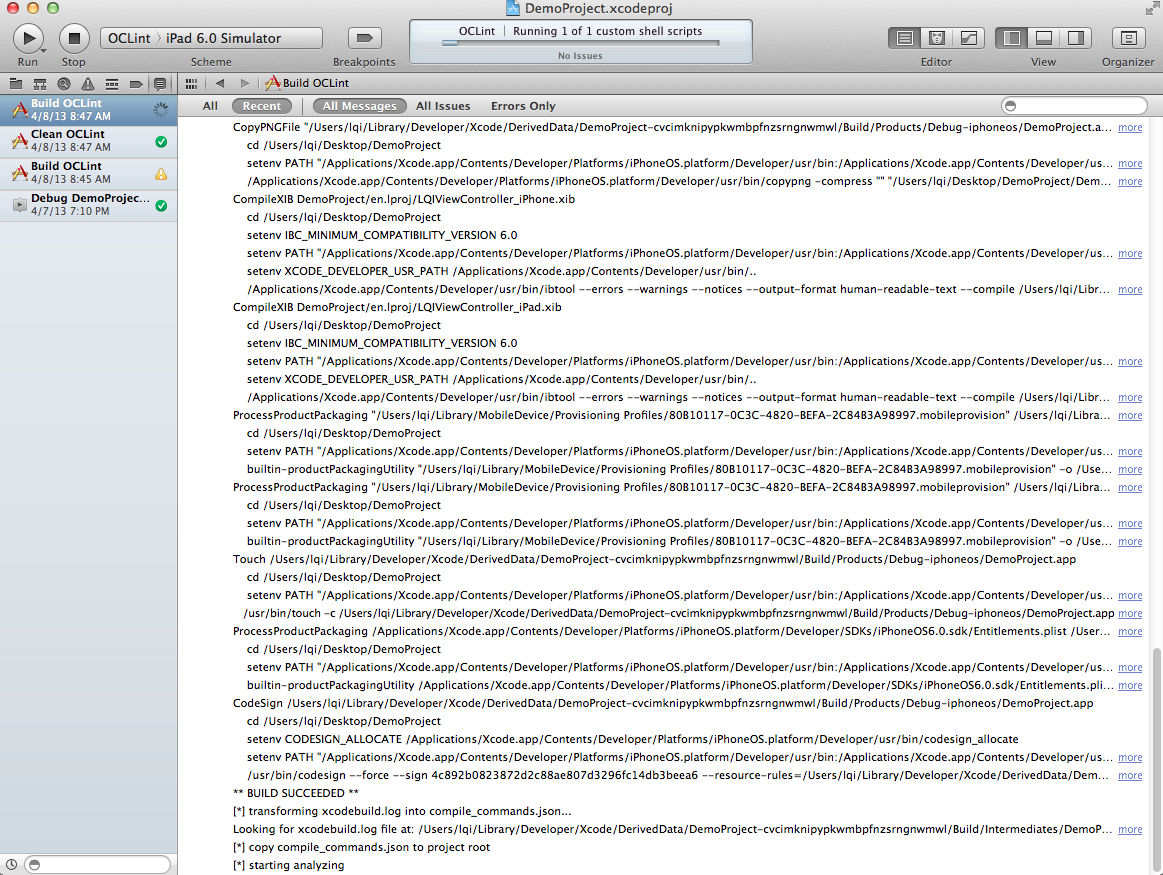 DemoProject.xcodeproj
OCLint 〉 iPad 6.0 Simulator
OCLint | Running 1 of 1 custom shell scripts
No Issues
Run
Stop
Scheme
Breakpoints
Editor
View
Organizer
Build OCLint
Build OCLint
4/8/13 8:47 AM
Clean OCLint
4/8/13 8:47 AM
Build OCLint
4/8/13 8:45 AM
Debug DemoProjec...
4/7/13 7:10 PM
All Recent All Messages All Issues Errors Only
CopyPNGFile "/Users/lqi/Library/Developer/Xcode/DerivedData/DemoProject-cvcimknipypkwmbpfnzsrngnwmwl/Build/Products/Debug-iphoneos/DemoProject.a... more
cd /Users/lqi/Desktop/DemoProject
setenv PATH "/Applications/Xcode.app/Contents/Developer/Platforms/iPhoneOS.platform/Developer/usr/bin:/Applications/Xcode.app/Contents/Developer/us... more
/Applications/Xcode.app/Contents/Developer/Platforms/iPhoneOS.platform/Developer/usr/bin/copypng -compress "" "/Users/lqi/Desktop/DemoProject/Dem... more
CompileXIB DemoProject/en.lproj/LQIViewController_iPhone.xib
cd /Users/lqi/Desktop/DemoProject
setenv IBC_MINIMUM_COMPATIBILITY_VERSION 6.0
setenv PATH "/Applications/Xcode.app/Contents/Developer/Platforms/iPhoneOS.platform/Developer/usr/bin:/Applications/Xcode.app/Contents/Developer/us... more
setenv XCODE_DEVELOPER_USR_PATH /Applications/Xcode.app/Contents/Developer/usr/bin/..
/Applications/Xcode.app/Contents/Developer/usr/bin/ibtool --errors --warnings --notices --output-format human-readable-text --compile /Users/lqi/Libr... more
CompileXIB DemoProject/en.lproj/LQIViewController_iPad.xib
cd /Users/lqi/Desktop/DemoProject
setenv IBC_MINIMUM_COMPATIBILITY_VERSION 6.0
setenv PATH "/Applications/Xcode.app/Contents/Developer/Platforms/iPhoneOS.platform/Developer/usr/bin:/Applications/Xcode.app/Contents/Developer/us... more
setenv XCODE_DEVELOPER_USR_PATH /Applications/Xcode.app/Contents/Developer/usr/bin/..
/Applications/Xcode.app/Contents/Developer/usr/bin/ibtool --errors --warnings --notices --output-format human-readable-text --compile /Users/lqi/Libr... more
ProcessProductPackaging "/Users/lqi/Library/MobileDevice/Provisioning Profiles/80B10117-0C3C-4820-BEFA-2C84B3A98997.mobileprovision" /Users/lqi/Libra... more
cd /Users/lqi/Desktop/DemoProject
setenv PATH "/Applications/Xcode.app/Contents/Developer/Platforms/iPhoneOS.platform/Developer/usr/bin:/Applications/Xcode.app/Contents/Developer/us... more
builtin-productPackagingUtility "/Users/lqi/Library/MobileDevice/Provisioning Profiles/80B10117-0C3C-4820-BEFA-2C84B3A98997.mobileprovision" -o /Use... more
ProcessProductPackaging "/Users/lqi/Library/MobileDevice/Provisioning Profiles/80B10117-0C3C-4820-BEFA-2C84B3A98997.mobileprovision" /Users/lqi/Libra... more
cd /Users/lqi/Desktop/DemoProject
setenv PATH "/Applications/Xcode.app/Contents/Developer/Platforms/iPhoneOS.platform/Developer/usr/bin:/Applications/Xcode.app/Contents/Developer/us... more
builtin-productPackagingUtility "/Users/lqi/Library/MobileDevice/Provisioning Profiles/80B10117-0C3C-4820-BEFA-2C84B3A98997.mobileprovision" -o /Use... more
Touch /Users/lqi/Library/Developer/Xcode/DerivedData/DemoProject-cvcimknipypkwmbpfnzsrngnwmwl/Build/Products/Debug-iphoneos/DemoProject.app
cd /Users/lqi/Desktop/DemoProject
setenv PATH "/Applications/Xcode.app/Contents/Developer/Platforms/iPhoneOS.platform/Developer/usr/bin:/Applications/Xcode.app/Contents/Developer/us... more
/usr/bin/touch -c /Users/lqi/Library/Developer/Xcode/DerivedData/DemoProject-cvcimknipypkwmbpfnzsrngnwmwl/Build/Products/Debug-iphoneos/DemoProject.app more
ProcessProductPackaging /Applications/Xcode.app/Contents/Developer/Platforms/iPhoneOS.platform/Developer/SDKs/iPhoneOS6.0.sdk/Entitlements.plist /User... more
cd /Users/lqi/Desktop/DemoProject
setenv PATH "/Applications/Xcode.app/Contents/Developer/Platforms/iPhoneOS.platform/Developer/usr/bin:/Applications/Xcode.app/Contents/Developer/us... more
builtin-productPackagingUtility /Applications/Xcode.app/Contents/Developer/Platforms/iPhoneOS.platform/Developer/SDKs/iPhoneOS6.0.sdk/Entitlements.pli... more
CodeSign /Users/lqi/Library/Developer/Xcode/DerivedData/DemoProject-cvcimknipypkwmbpfnzsrngnwmwl/Build/Products/Debug-iphoneos/DemoProject.app
cd /Users/lqi/Desktop/DemoProject
setenv CODESIGN_ALLOCATE /Applications/Xcode.app/Contents/Developer/Platforms/iPhoneOS.platform/Developer/usr/bin/codesign_allocate
setenv PATH "/Applications/Xcode.app/Contents/Developer/Platforms/iPhoneOS.platform/Developer/usr/bin:/Applications/Xcode.app/Contents/Developer/us... more
/usr/bin/codesign --force --sign 4c892b0823872d2c88ae807d3296fc14db3beea6 --resource-rules=/Users/lqi/Library/Developer/Xcode/DerivedData/Dem... more
** BUILD SUCCEEDED **
[*] transforming xcodebuild.log into compile_commands.json...
Looking for xcodebuild.log file at: /Users/lqi/Library/Developer/Xcode/DerivedData/DemoProject-cvcimknipypkwmbpfnzsrngnwmwl/Build/Intermediates/DemoP... more
[*] copy compile_commands.json to project root
[*] starting analyzing